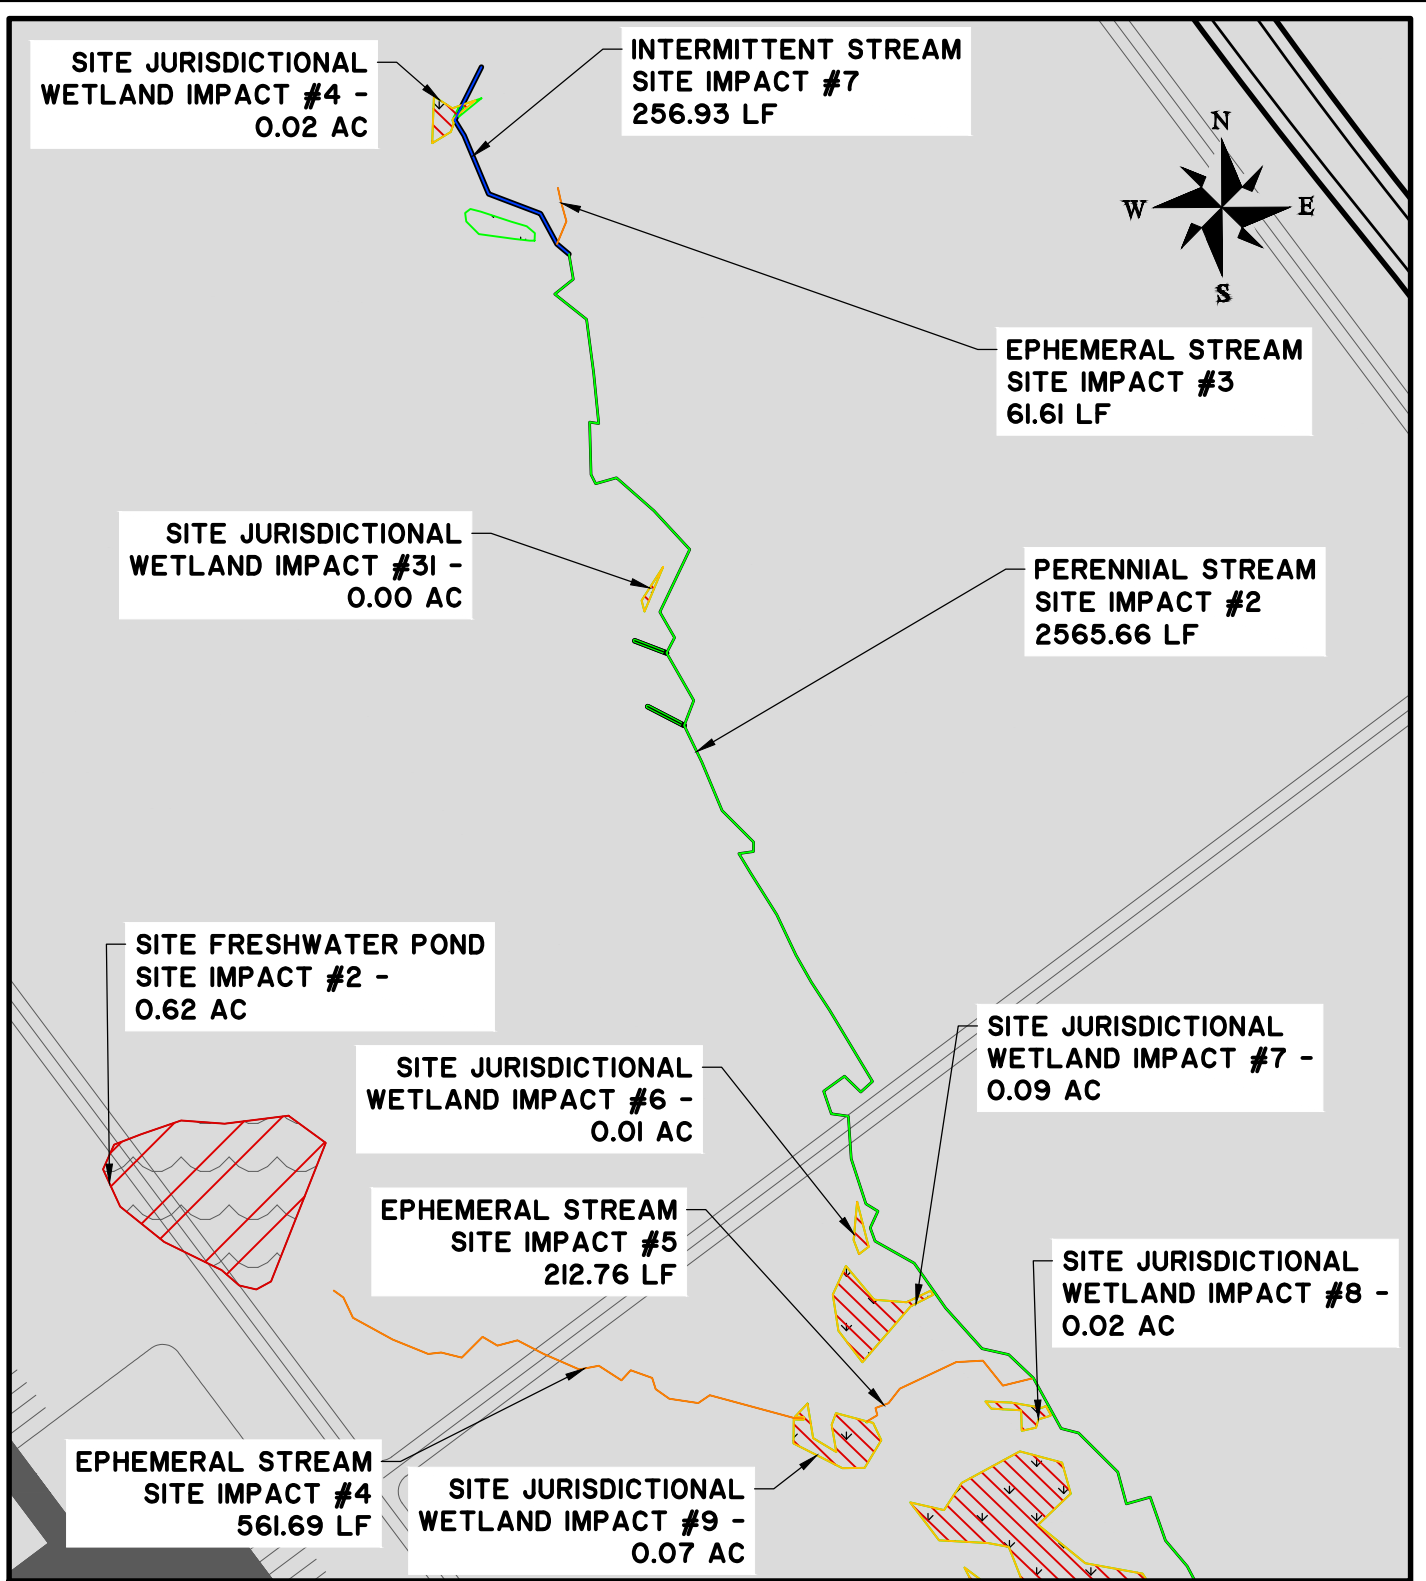 SITE JURISDICTIONAL
WETLAND IMPACT #4 -
0.02 AC
INTERMITTENT STREAM
SITE IMPACT #7
256.93 LF
N
W
E
S
EPHEMERAL STREAM
SITE IMPACT #3
61.61 LF
SITE JURISDICTIONAL
WETLAND IMPACT #31 -
0.00 AC
PERENNIAL STREAM
SITE IMPACT #2
2565.66 LF
SITE FRESHWATER POND
SITE IMPACT #2 -
0.62 AC
SITE JURISDICTIONAL
WETLAND IMPACT #7 -
0.09 AC
SITE JURISDICTIONAL
WETLAND IMPACT #6 -
0.01 AC
EPHEMERAL STREAM
SITE IMPACT #5
212.76 LF
SITE JURISDICTIONAL
WETLAND IMPACT #8 -
0.02 AC
EPHEMERAL STREAM
SITE IMPACT #4
561.69 LF
SITE JURISDICTIONAL
WETLAND IMPACT #9 -
0.07 AC